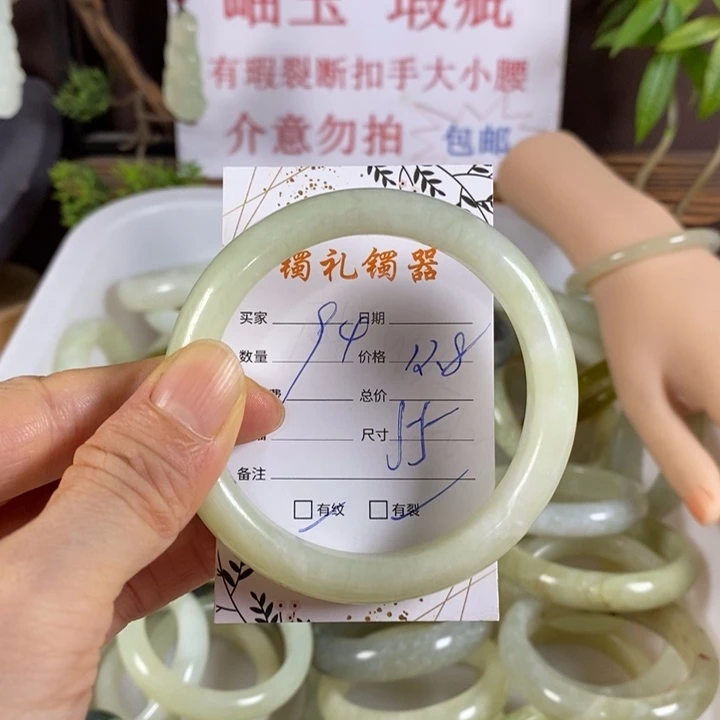 岫玉 瑕疵
有瑕裂断扣手大小腰
介意勿拍 包邮
镯礼镯器
买家 94 日期
数量 价格 128
费 总价
尺寸 55
备注
□有纹 □有裂